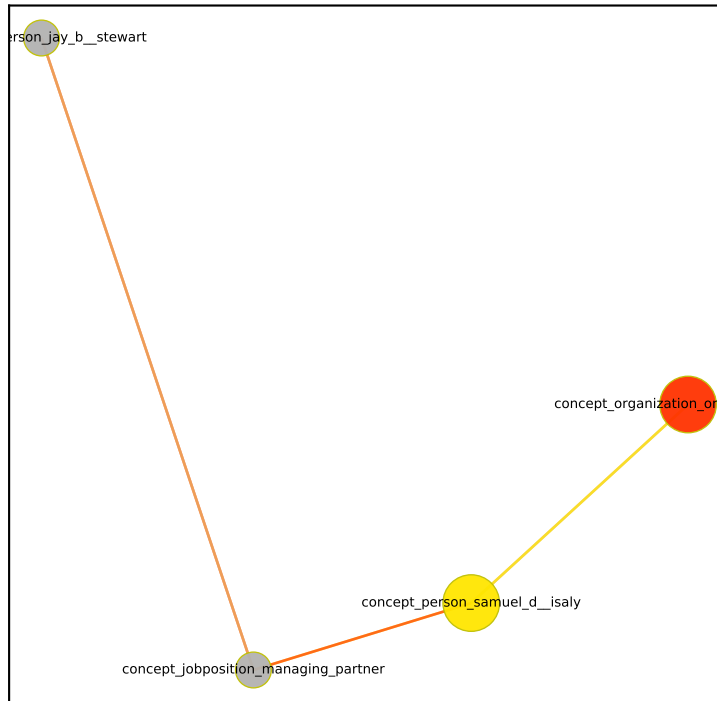 erson_jay_b__stewart
concept_organization_or
concept_person_samuel_d__isaly
concept_jobposition_managing_partner